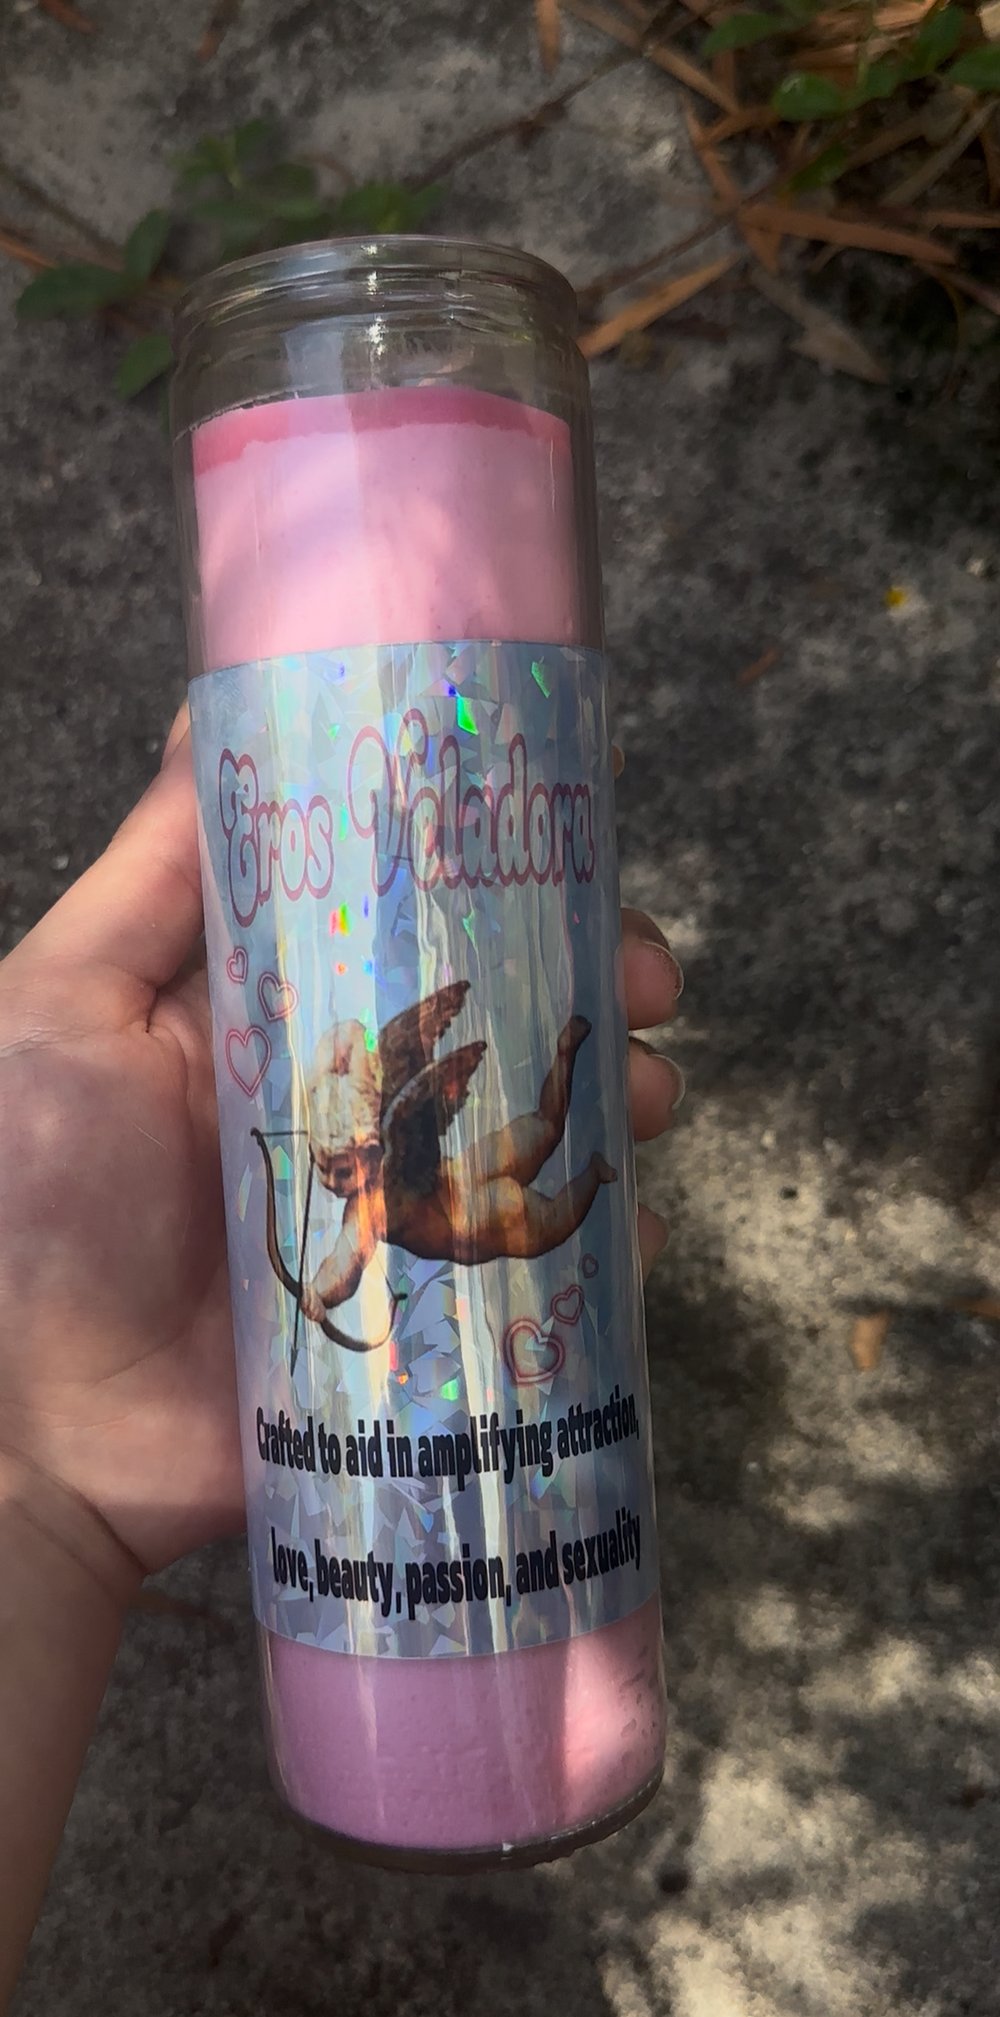 Eros Veladora
Crafted to aid in amplifying attraction,
love, beauty, passion, and sexuality